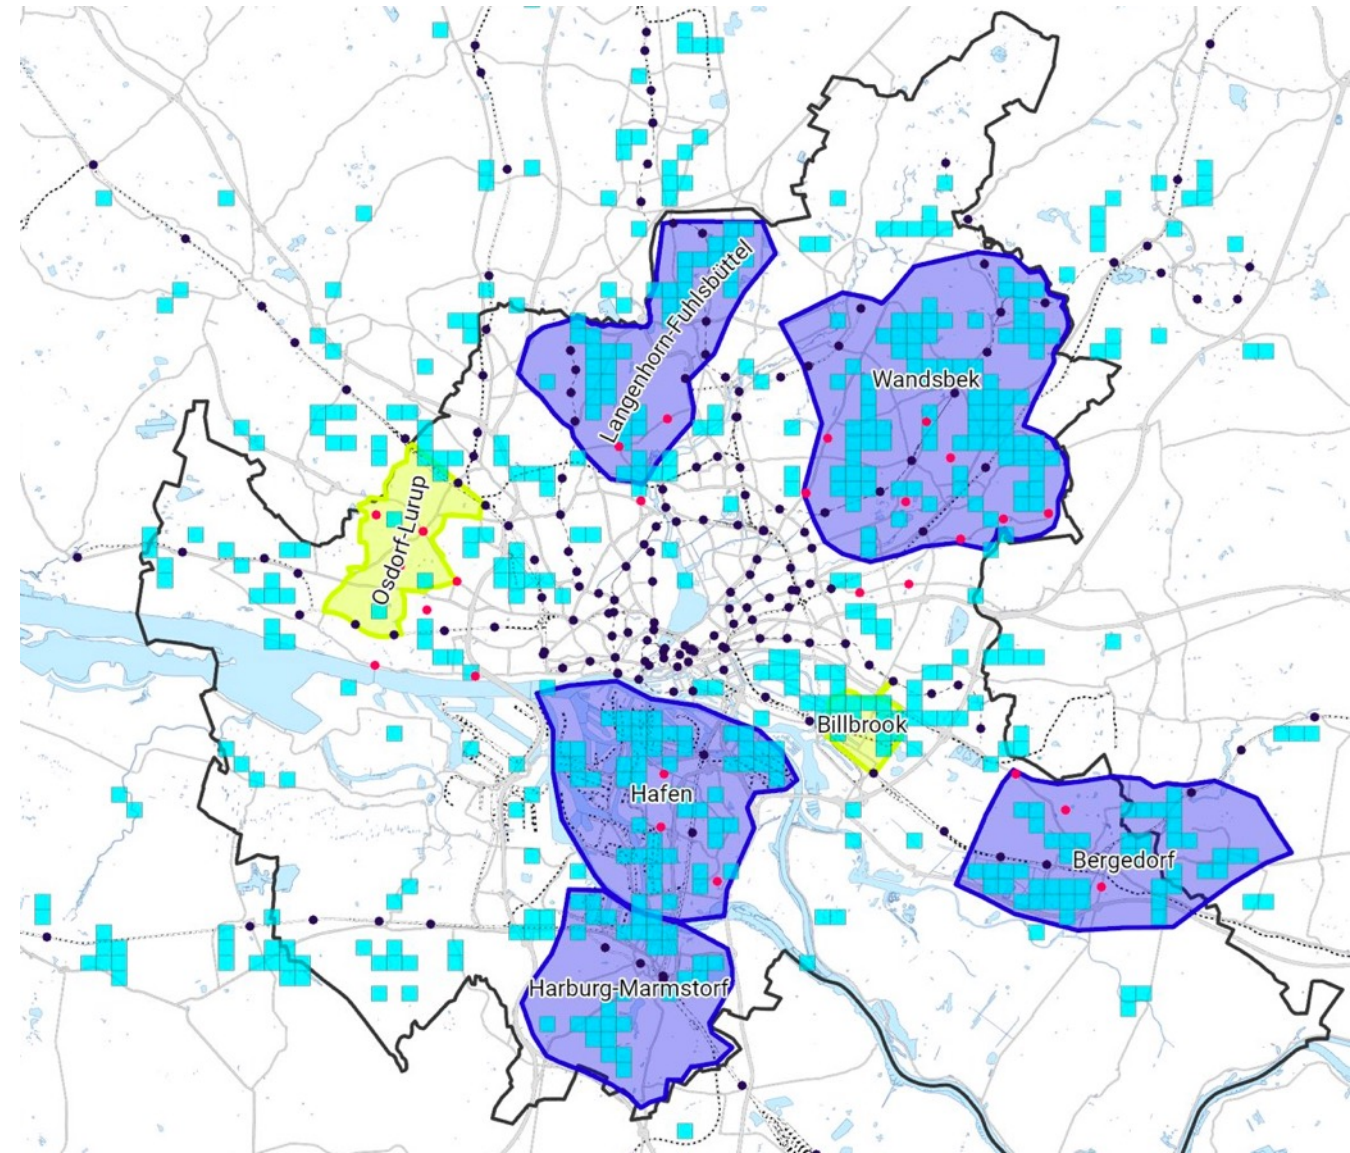 Langenhorn-Fuhlsbüttel
Wandsbek
Osdorf-Lurup
Billbrook
Hafen
Bergedorf
Harburg-Marmstorf